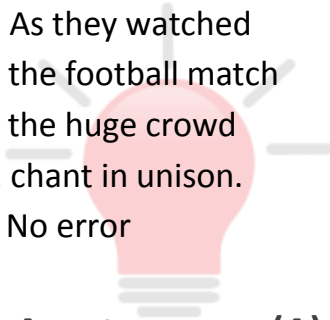 As they watched
the football match
the huge crowd
chant in unison.
No error
(A)